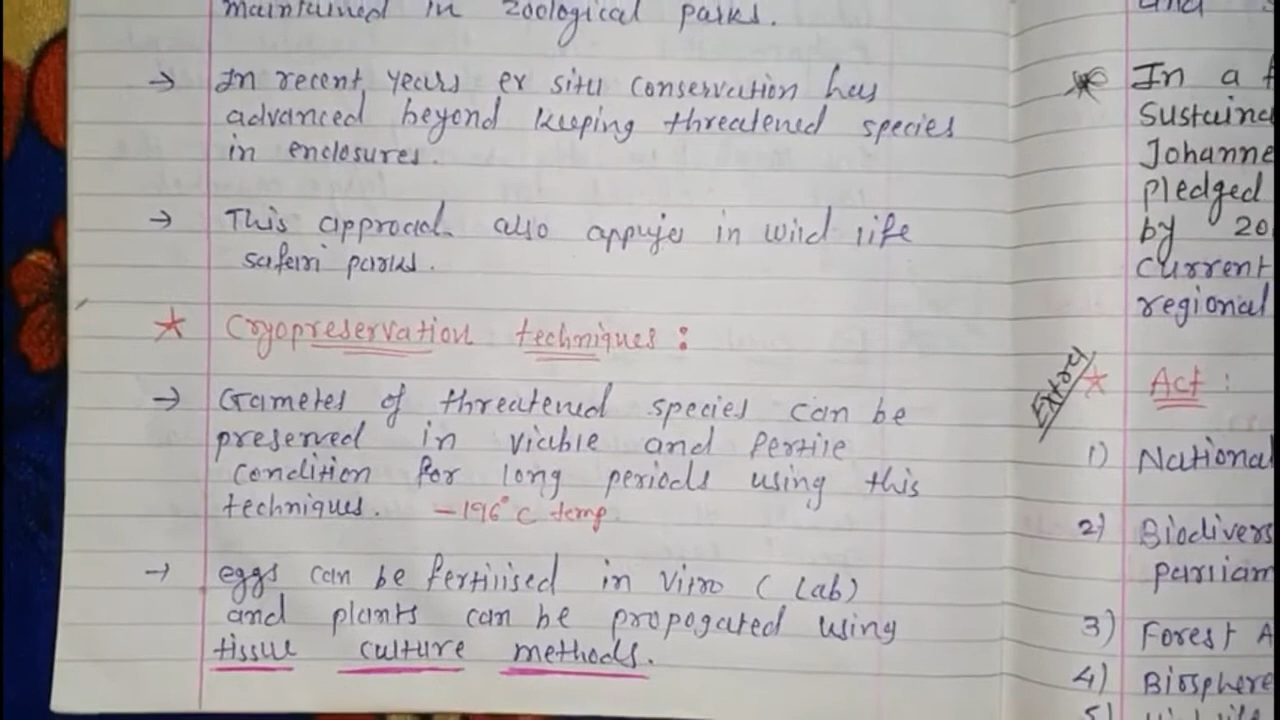 maintained in zoological parks.
→ In recent years ex situ conservation has
advanced beyond keeping threatened species
in enclosures.
→ This approach also applies in wild life
safari parks.
★ Cryopreservation techniques :
→ Gametes of threatened species can be
preserved in viable and fertile
condition for long periods using this
techniques. -196°C temp.
→ eggs can be fertilised in vitro (Lab)
and plants can be propogated using
tissue culture methods.
and
★ In a
Sustaina
Johanne
pledged
by 20
current
regional
Extra
★ Act :
1) National
2) Biodivers
parliam
3) Forest A
4) Biosphere
5)